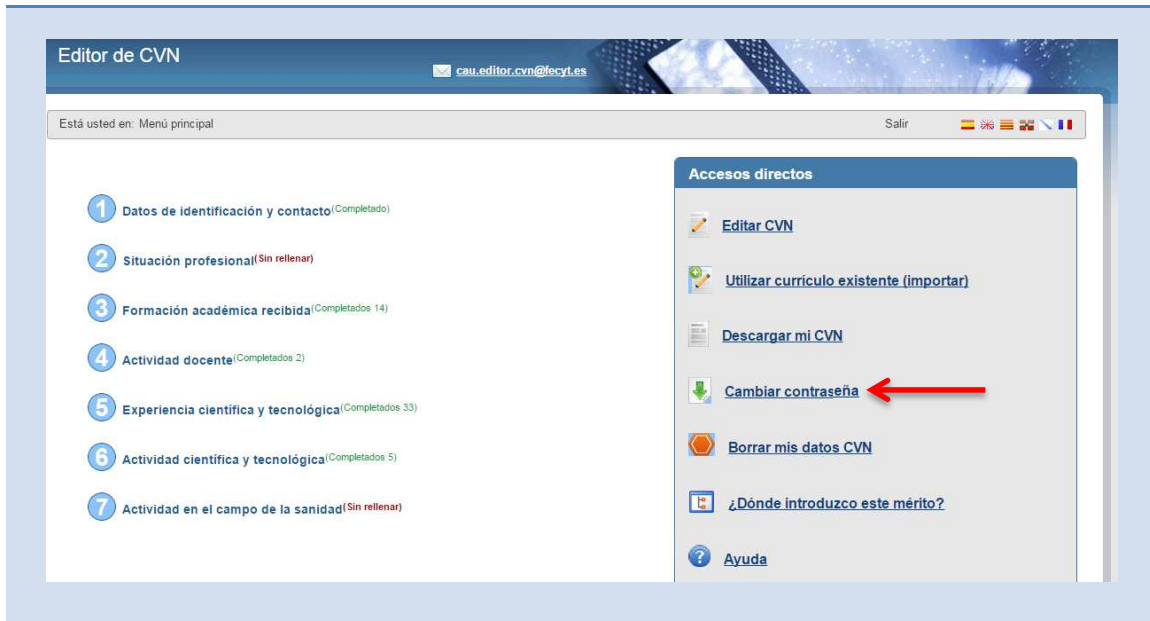 Editor de CVN
cau.editor.cvn@fecyt.es
Está usted en: Menú principal
Salir
1 Datos de identificación y contacto(Completado)
2 Situación profesional(Sin rellenar)
3 Formación académica recibida(Completados 14)
4 Actividad docente(Completados 2)
5 Experiencia científica y tecnológica(Completados 33)
6 Actividad científica y tecnológica(Completados 5)
7 Actividad en el campo de la sanidad(Sin rellenar)
Accesos directos
Editar CVN
Utilizar currículo existente (importar)
Descargar mi CVN
Cambiar contraseña
Borrar mis datos CVN
¿Dónde introduzco este mérito?
Ayuda